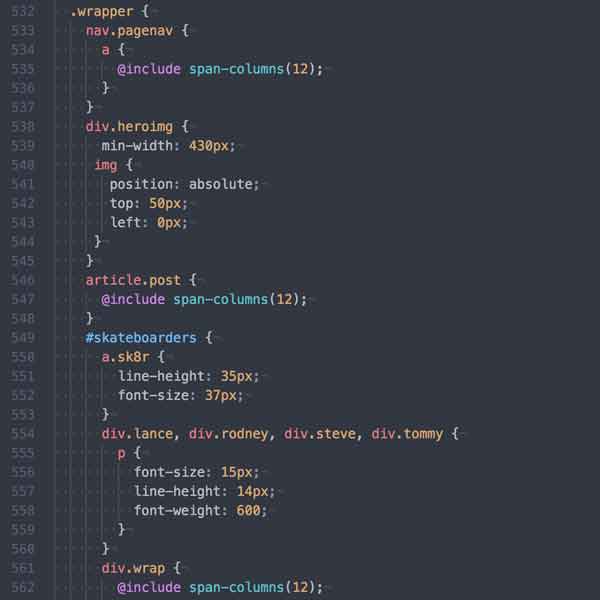 532 .wrapper {
533 nav.pagenav {
534 a {
535 @include span-columns(12);
536 }
537 }
538 div.heroimg {
539 min-width: 430px;
540 img {
541 position: absolute;
542 top: 50px;
543 left: 0px;
544 }
545 }
546 article.post {
547 @include span-columns(12);
548 }
549 #skateboarders {
550 a.sk8r {
551 line-height: 35px;
552 font-size: 37px;
553 }
554 div.lance, div.rodney, div.steve, div.tommy {
555 p {
556 font-size: 15px;
557 line-height: 14px;
558 font-weight: 600;
559 }
560 }
561 div.wrap {
562 @include span-columns(12);